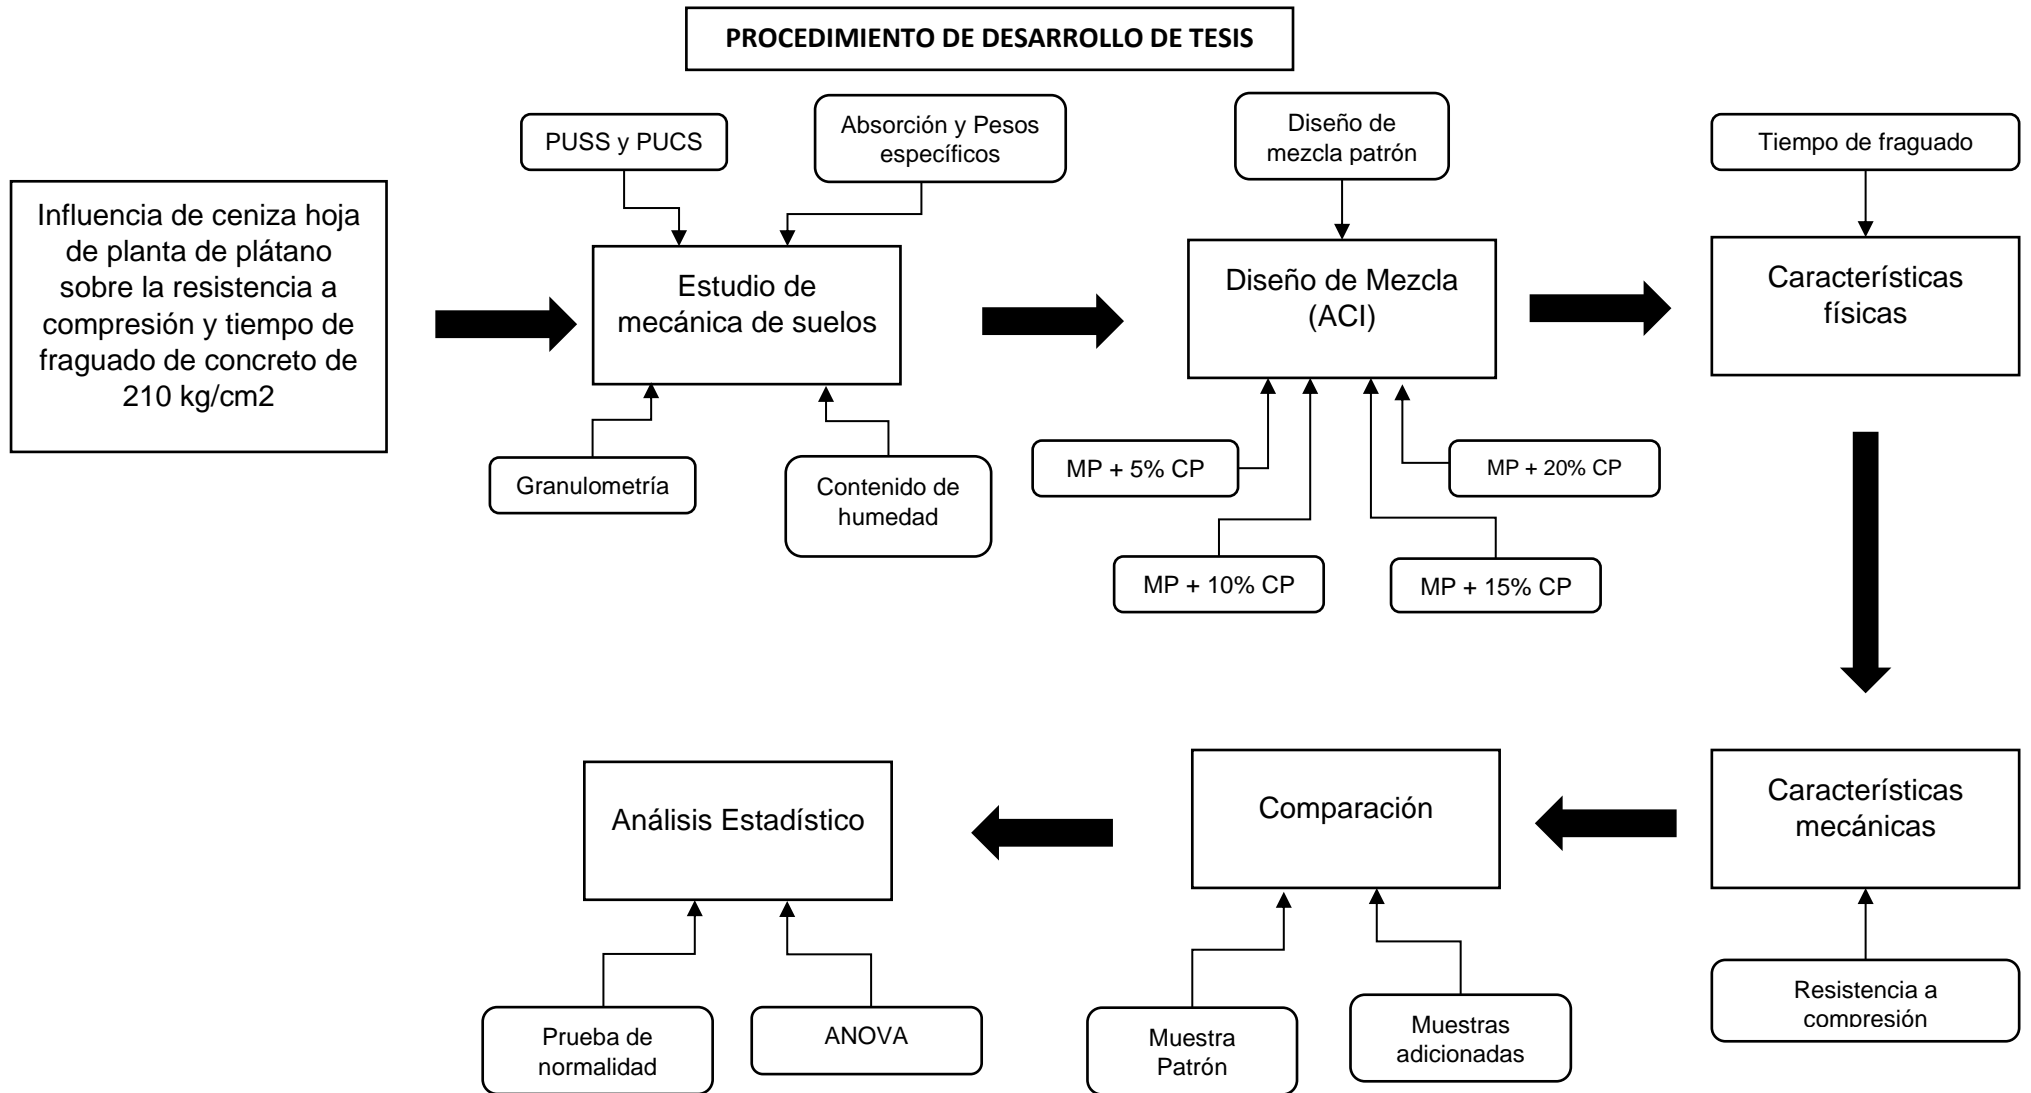 PROCEDIMIENTO DE DESARROLLO DE TESIS
PUSS y PUCS
Absorción y Pesos
específicos
Diseño de
mezcla patrón
Tiempo de fraguado
Influencia de ceniza hoja
de planta de plátano
sobre la resistencia a
compresión y tiempo de
fraguado de concreto de
210 kg/cm2
Estudio de
mecánica de suelos
Diseño de Mezcla
(ACI)
Características
físicas
Granulometría
Contenido de
humedad
MP + 5% CP
MP + 20% CP
MP + 10% CP
MP + 15% CP
Análisis Estadístico
Comparación
Características
mecánicas
Prueba de
normalidad
ANOVA
Muestra
Patrón
Muestras
adicionadas
Resistencia a
compresión